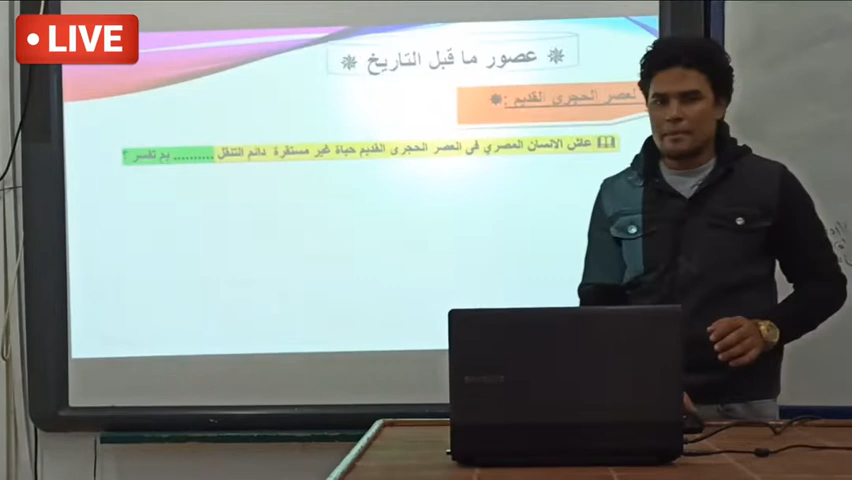 LIVE
عصور ما قبل التاريخ
لعصر الحجرى القديم :
عاش الانسان المصري فى العصر الحجرى القديم حياة غير مستقرة دائم التنقل .......... بم تفسر ؟